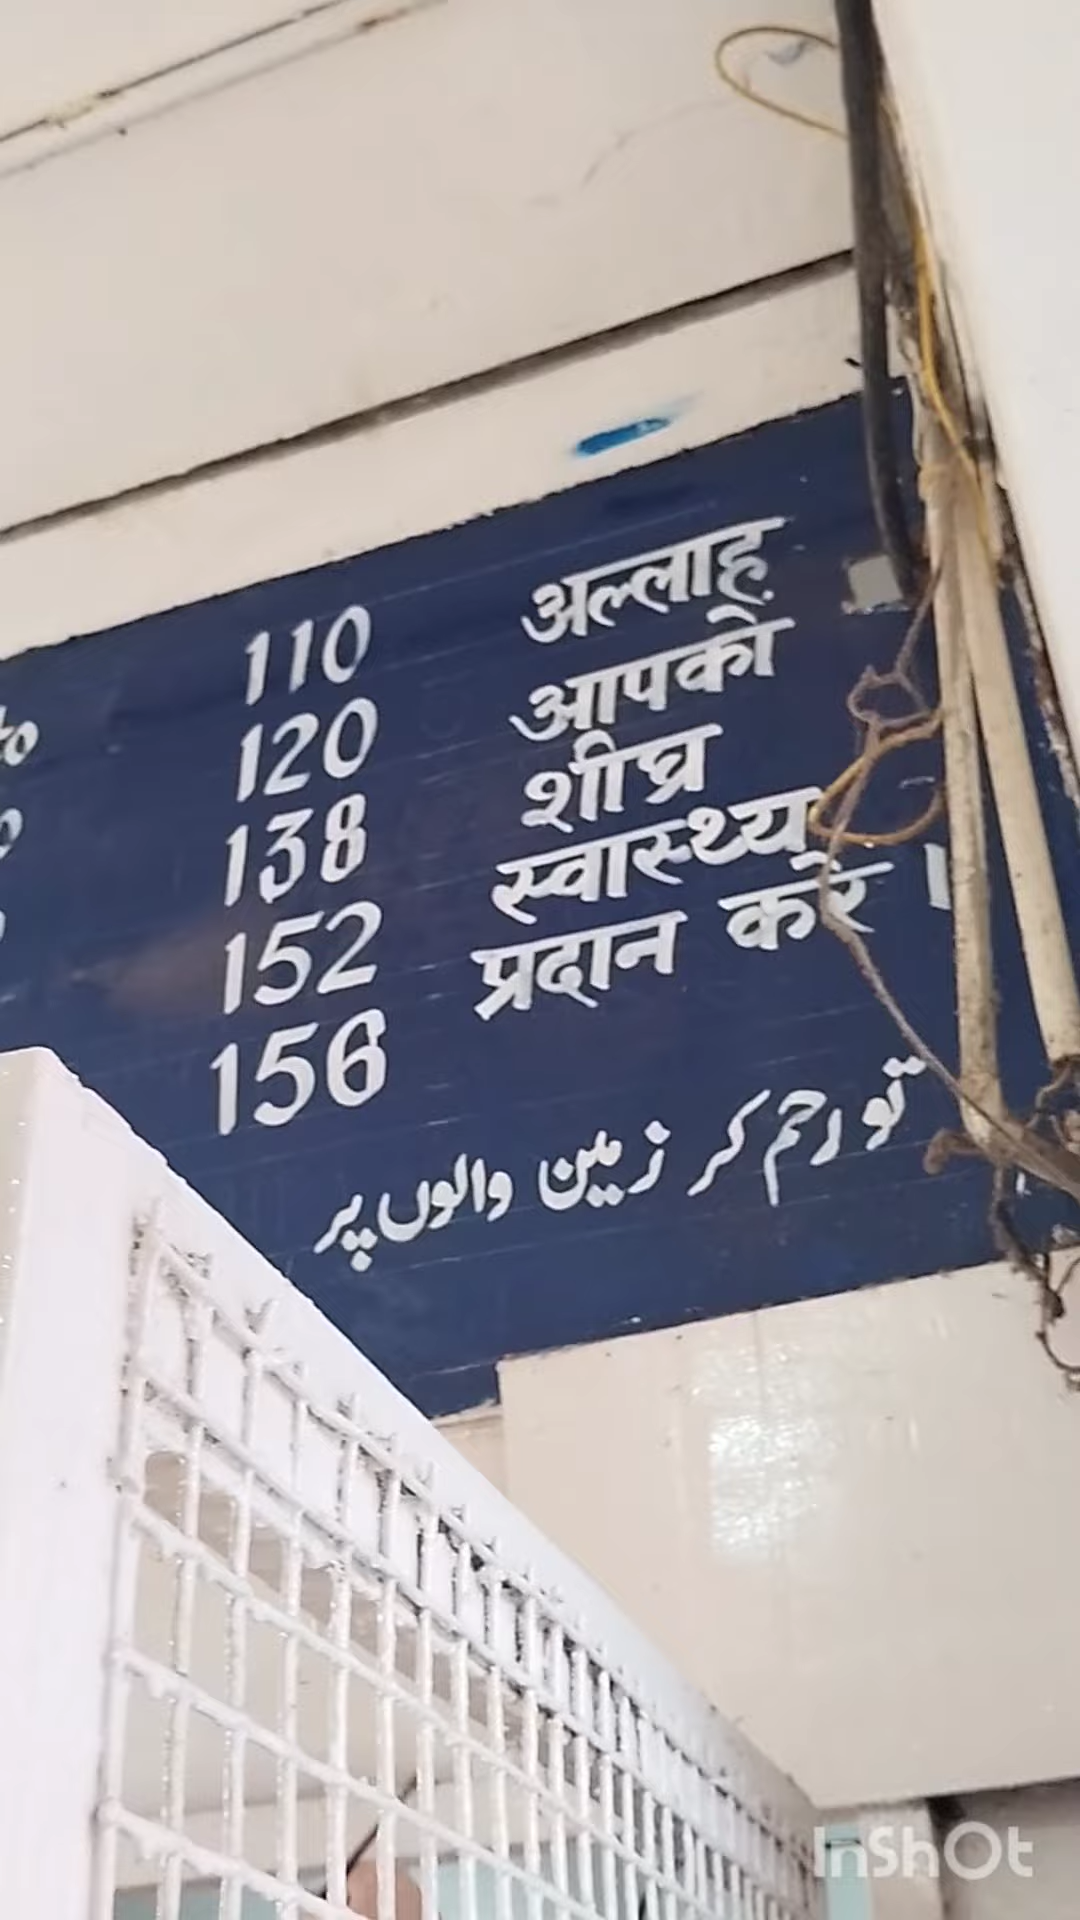 110
120
138
152
156
अल्लाह
आपको
शीघ्र
स्वास्थ्य
प्रदान करे ।
تو رحم کر زمین والوں پر
InShOt